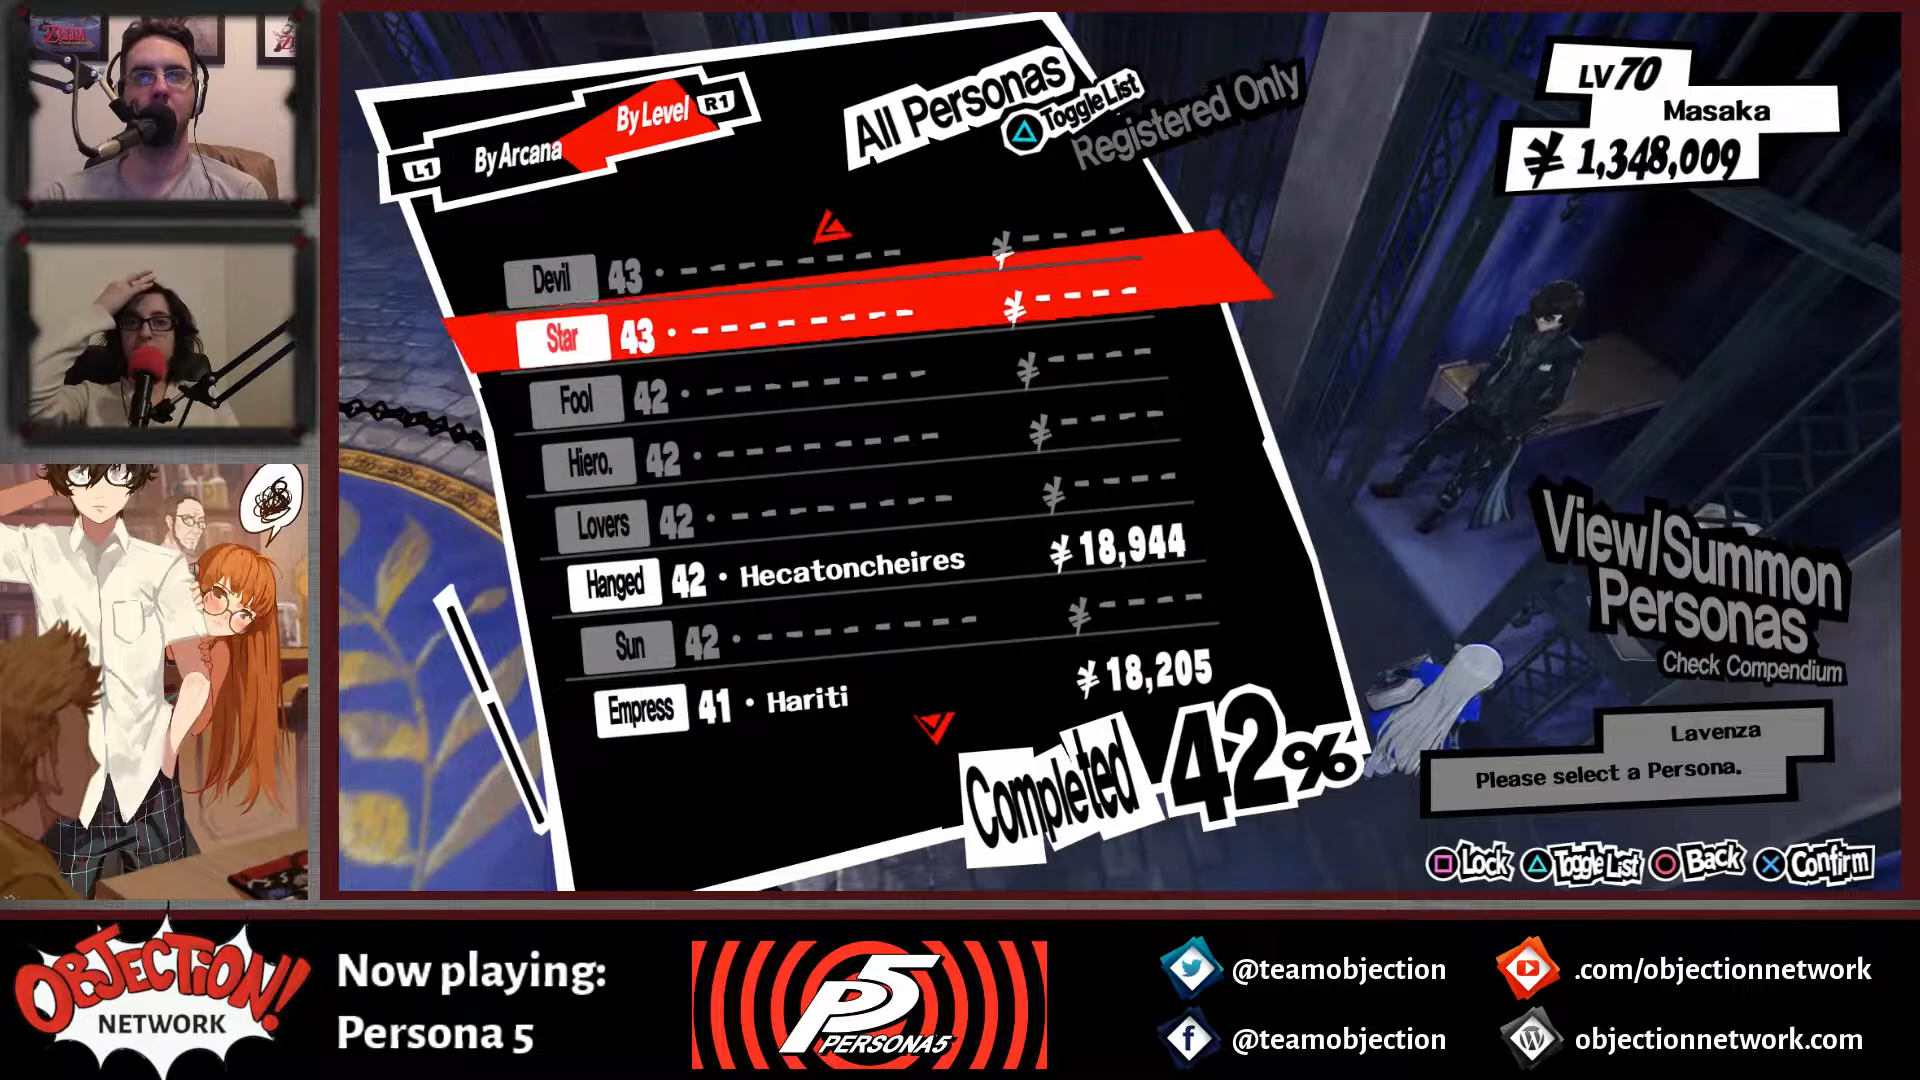 ZELDA
L1
By Arcana
By Level
R1
All Personas
Toggle List
Registered Only
LV 70
Masaka
¥ 1,348,009
Devil 43 · - - - - - - - - - ¥ - - - - -
Star 43 · - - - - - - - - - ¥ - - - - -
Fool 42 · - - - - - - - - - ¥ - - - - -
Hiero. 42 · - - - - - - - - - ¥ - - - - -
Lovers 42 · - - - - - - - - - ¥ - - - - -
Hanged 42 · Hecatoncheires ¥ 18,944
Sun 42 · - - - - - - - - - ¥ - - - - -
Empress 41 · Hariti ¥ 18,205
Completed 42%
View/Summon
Personas
Check Compendium
Lavenza
Please select a Persona.
Lock Toggle List Back Confirm
OBJECTION!
NETWORK
Now playing:
Persona 5
P5
PERSONA5
@teamobjection
.com/objectionnetwork
@teamobjection
objectionnetwork.com